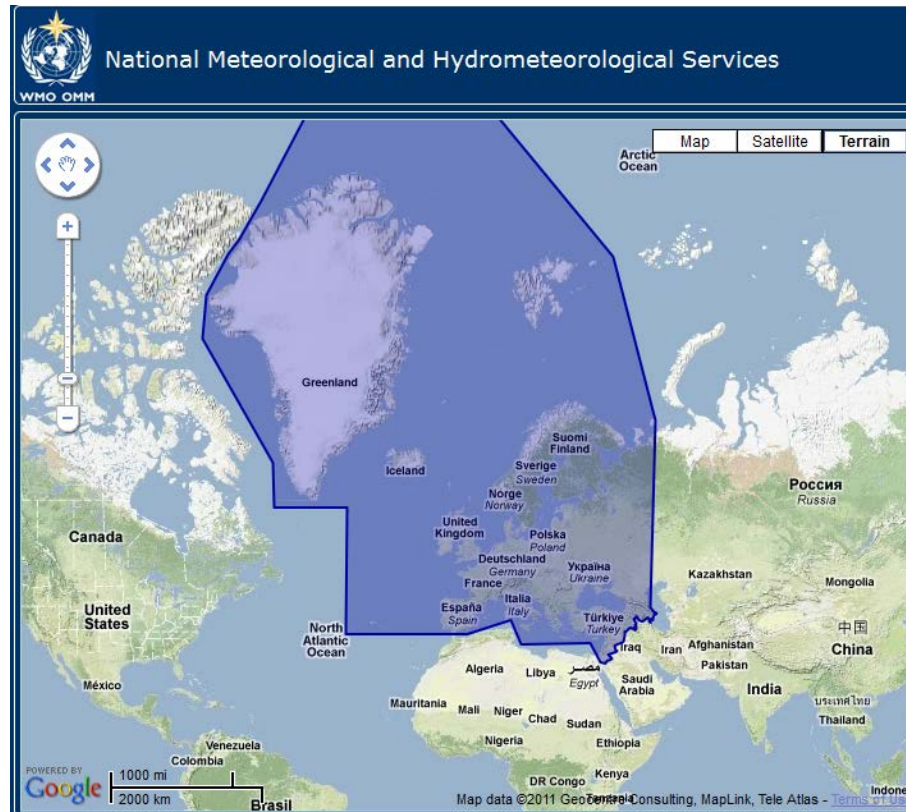 National Meteorological and Hydrometeorological Services
WMO OMM
Map
Satellite
Terrain
Arctic
Ocean
Greenland
Iceland
Suomi
Finland
Sverige
Sweden
Norge
Norway
Россия
Russia
Canada
United
Kingdom
Polska
Poland
Deutschland
Germany
Україна
Ukraine
France
Kazakhstan
Mongolia
United
States
Italia
Italy
España
Spain
Türkiye
Turkey
North
Atlantic
Ocean
中国
China
Iraq
Iran
Afghanistan
Pakistan
Algeria
Libya
مصر
Egypt
Saudi
Arabia
India
México
Mauritania
Mali
Niger
Chad
Sudan
ประเทศไทย
Thailand
Nigeria
Ethiopia
Venezuela
Colombia
Kenya
DR Congo
Tanzania
Brasil
Indone
POWERED BY
Google
1000 mi
2000 km
Map data ©2011 Geocentre Consulting, MapLink, Tele Atlas - Terms of Us